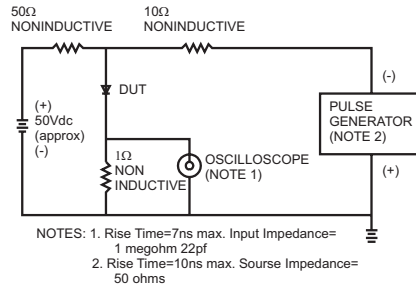 50Ω
NONINDUCTIVE
10Ω
NONINDUCTIVE
DUT
(+)
50Vdc
(approx)
(-)
1Ω
NON
INDUCTIVE
OSCILLOSCOPE
(NOTE 1)
(-)
PULSE
GENERATOR
(NOTE 2)
(+)
NOTES: 1. Rise Time=7ns max. Input Impedance=
1 megohm 22pf
2. Rise Time=10ns max. Sourse Impedance=
50 ohms